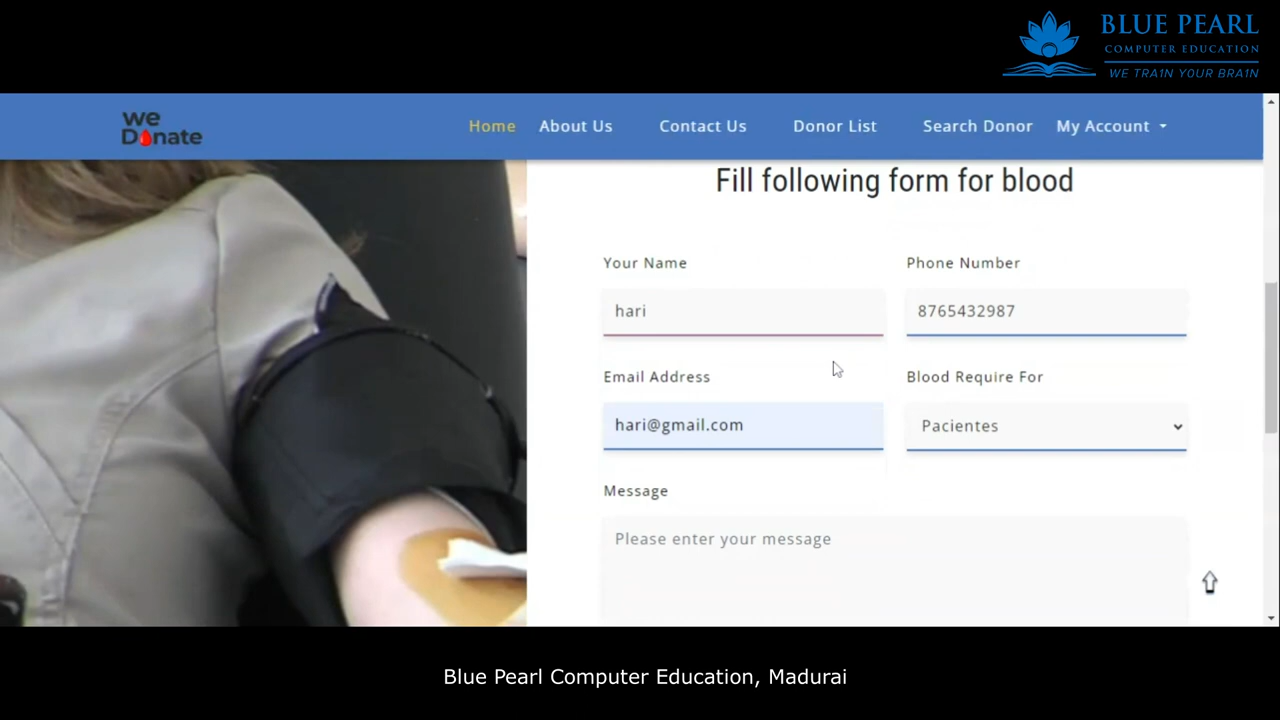 BLUE PEARL
COMPUTER EDUCATION
WE TRA1N YOUR BRA1N
we
Donate
Home About Us Contact Us Donor List Search Donor My Account
Fill following form for blood
Your Name Phone Number
hari 8765432987
Email Address Blood Require For
hari@gmail.com Pacientes
Message
Please enter your message
Blue Pearl Computer Education, Madurai